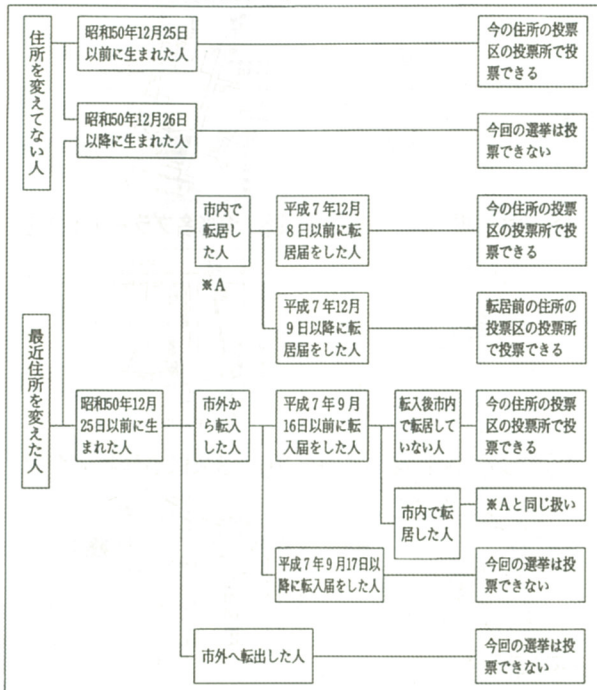 住所を変えてない人
昭和50年12月25日
以前に生まれた人
今の住所の投票
区の投票所で投
票できる
昭和50年12月26日
以降に生まれた人
今回の選挙は投
票できない
最近住所を変えた人
昭和50年12月
25日以前に生
まれた人
市内で
転居し
た人
※A
平成7年12月
8日以前に転
居届をした人
今の住所の投票
区の投票所で投
票できる
平成7年12月
9日以降に転
居届をした人
転居前の住所の
投票区の投票所
で投票できる
市外か
ら転入
した人
平成7年9月
16日以前に転
入届をした人
転入後市内
で転居して
いない人
今の住所の投票
区の投票所で投
票できる
市内で転
居した人
※Aと同じ扱い
平成7年9月17日以
降に転入届をした人
今回の選挙は投
票できない
市外へ転出した人
今回の選挙は投
票できない